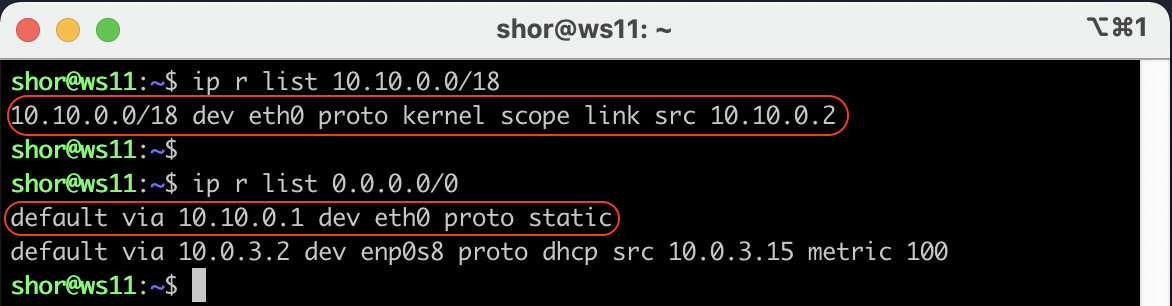 shor@ws11: ~
⌥⌘1
shor@ws11:~$ ip r list 10.10.0.0/18
10.10.0.0/18 dev eth0 proto kernel scope link src 10.10.0.2
shor@ws11:~$
shor@ws11:~$ ip r list 0.0.0.0/0
default via 10.10.0.1 dev eth0 proto static
default via 10.0.3.2 dev enp0s8 proto dhcp src 10.0.3.15 metric 100
shor@ws11:~$